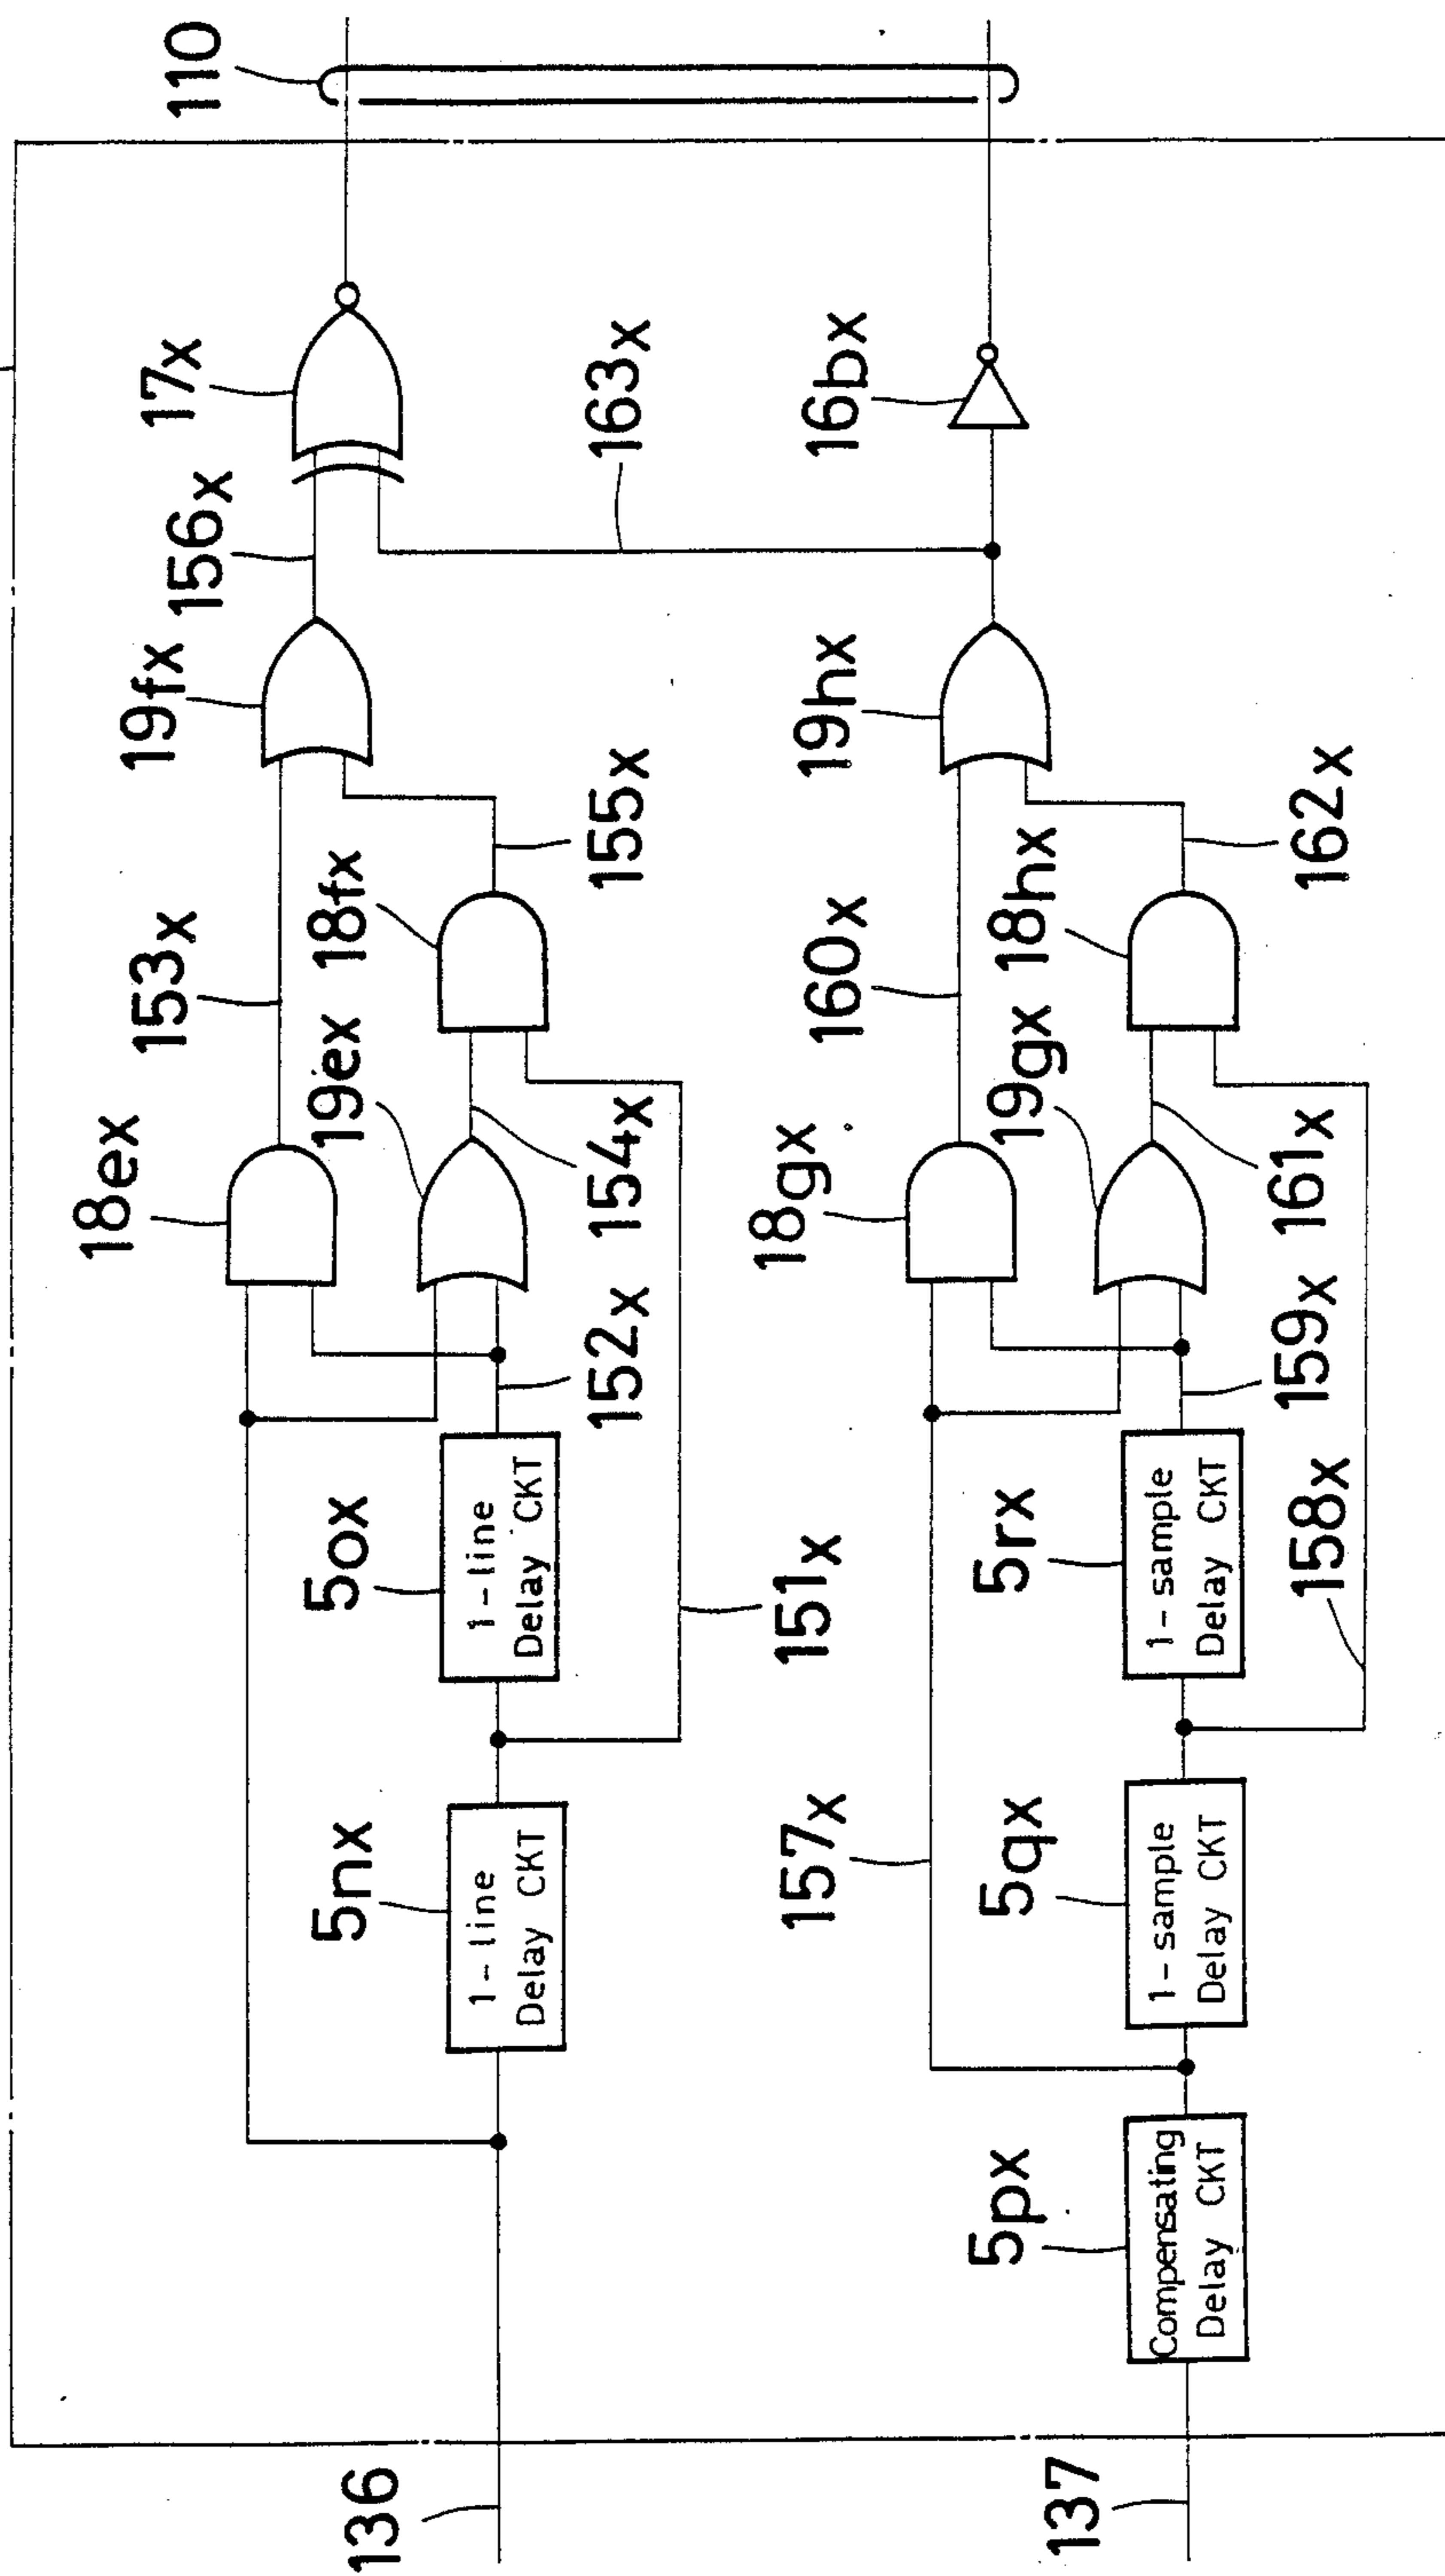 110
17x
156x
163x
16bx
19fx
19hx
155x
162x
153x
18fx
160x
18hx
18ex
19ex
154x
18gx
19gx
161x
152x
159x
5ox
1-line
Delay CKT
151x
5rx
1-sample
Delay CKT
158x
5nx
1-line
Delay CKT
157x
5qx
1-sample
Delay CKT
5px
Compensating
Delay CKT
136
137